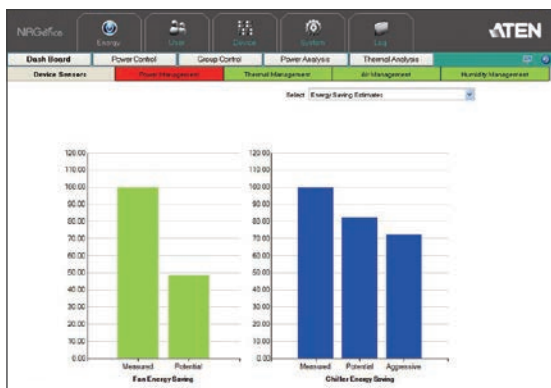 NRGence
Energy
User
Device
System
Log
ATEN
Dash Board
Power Control
Group Control
Power Analysis
Thermal Analysis
Device Sensors
Power Management
Thermal Management
Air Management
Humidity Management
Select Energy Saving Estimates
120.00
110.00
100.00
90.00
80.00
70.00
60.00
50.00
40.00
30.00
20.00
10.00
0.00
Measured Potential
Fan Energy Saving
120.00
110.00
100.00
90.00
80.00
70.00
60.00
50.00
40.00
30.00
20.00
10.00
0.00
Measured Potential Aggressive
Chiller Energy Saving